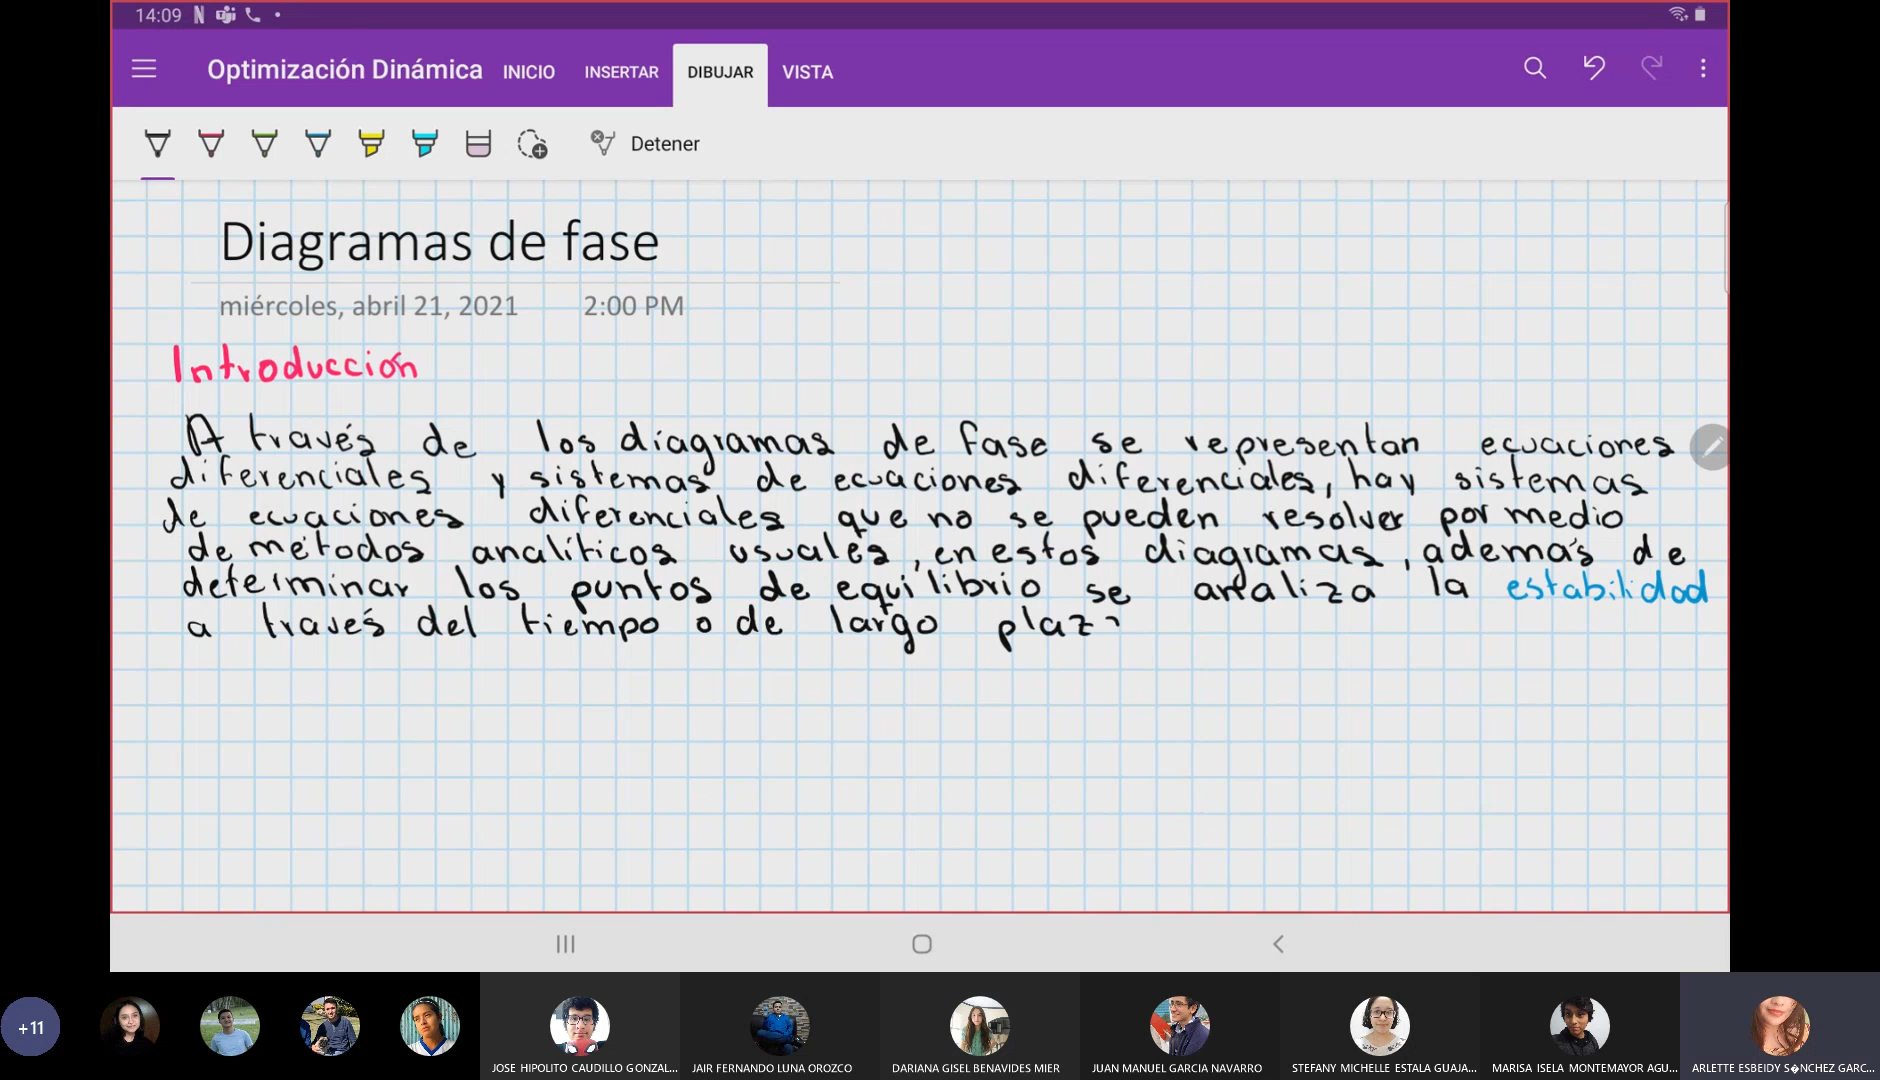 14:09
Optimización Dinámica INICIO INSERTAR DIBUJAR VISTA
Detener
Diagramas de fase
miércoles, abril 21, 2021 2:00 PM
Introducción
A través de los diagramas de fase se representan ecuaciones
diferenciales y sistemas de ecuaciones diferenciales, hay sistemas
de ecuaciones diferenciales que no se pueden resolver por medio
de métodos analíticos usuales, en estos diagramas, además de
determinar los puntos de equilibrio se analiza la estabilidad
a través del tiempo o de largo plaz
+11
JOSE HIPOLITO CAUDILLO GONZAL...
JAIR FERNANDO LUNA OROZCO
DARIANA GISEL BENAVIDES MIER
JUAN MANUEL GARCIA NAVARRO
STEFANY MICHELLE ESTALA GUAJA...
MARISA ISELA MONTEMAYOR AGU...
ARLETTE ESBEIDY S�NCHEZ GARC...